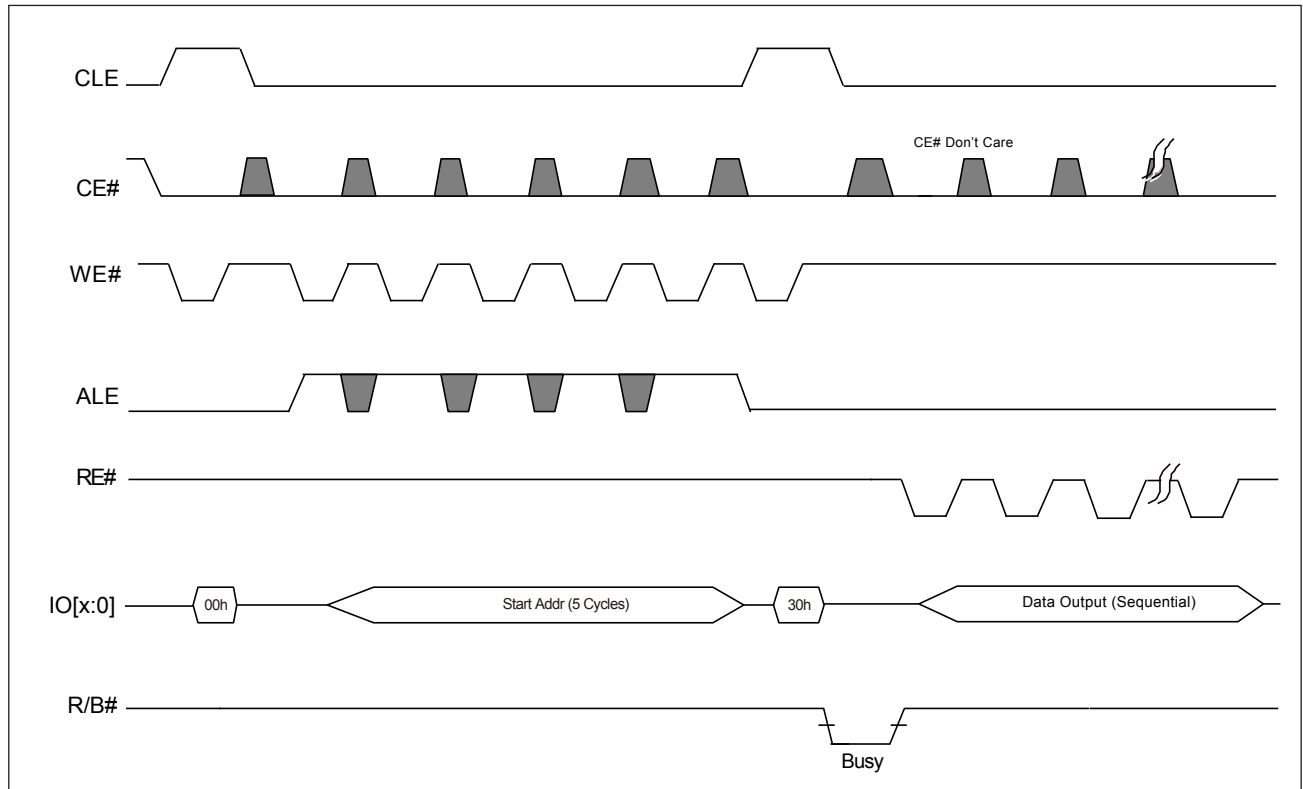 CLE
CE# Don't Care
CE#
WE#
ALE
RE#
IO[x:0]
00h
Start Addr (5 Cycles)
30h
Data Output (Sequential)
R/B#
Busy